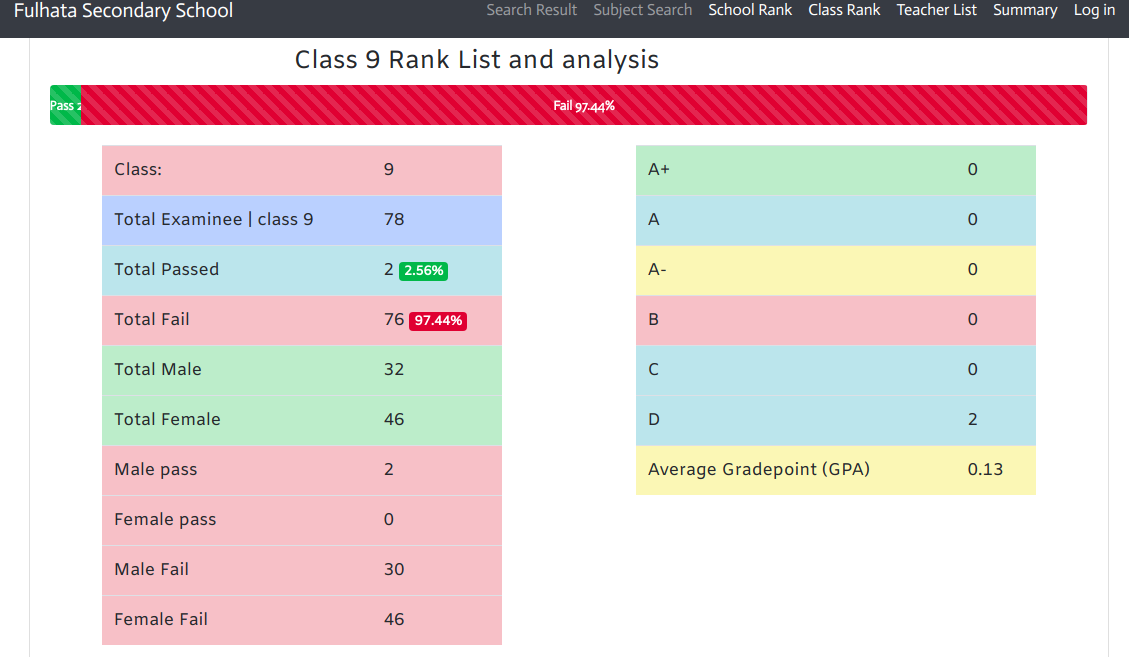 Fulhata Secondary School
Search Result Subject Search School Rank Class Rank Teacher List Summary Log in
Class 9 Rank List and analysis
Pass 2
Fail 97.44%
Class: 9
Total Examinee | class 9 78
Total Passed 2 2.56%
Total Fail 76 97.44%
Total Male 32
Total Female 46
Male pass 2
Female pass 0
Male Fail 30
Female Fail 46
A+ 0
A 0
A- 0
B 0
C 0
D 2
Average Gradepoint (GPA) 0.13